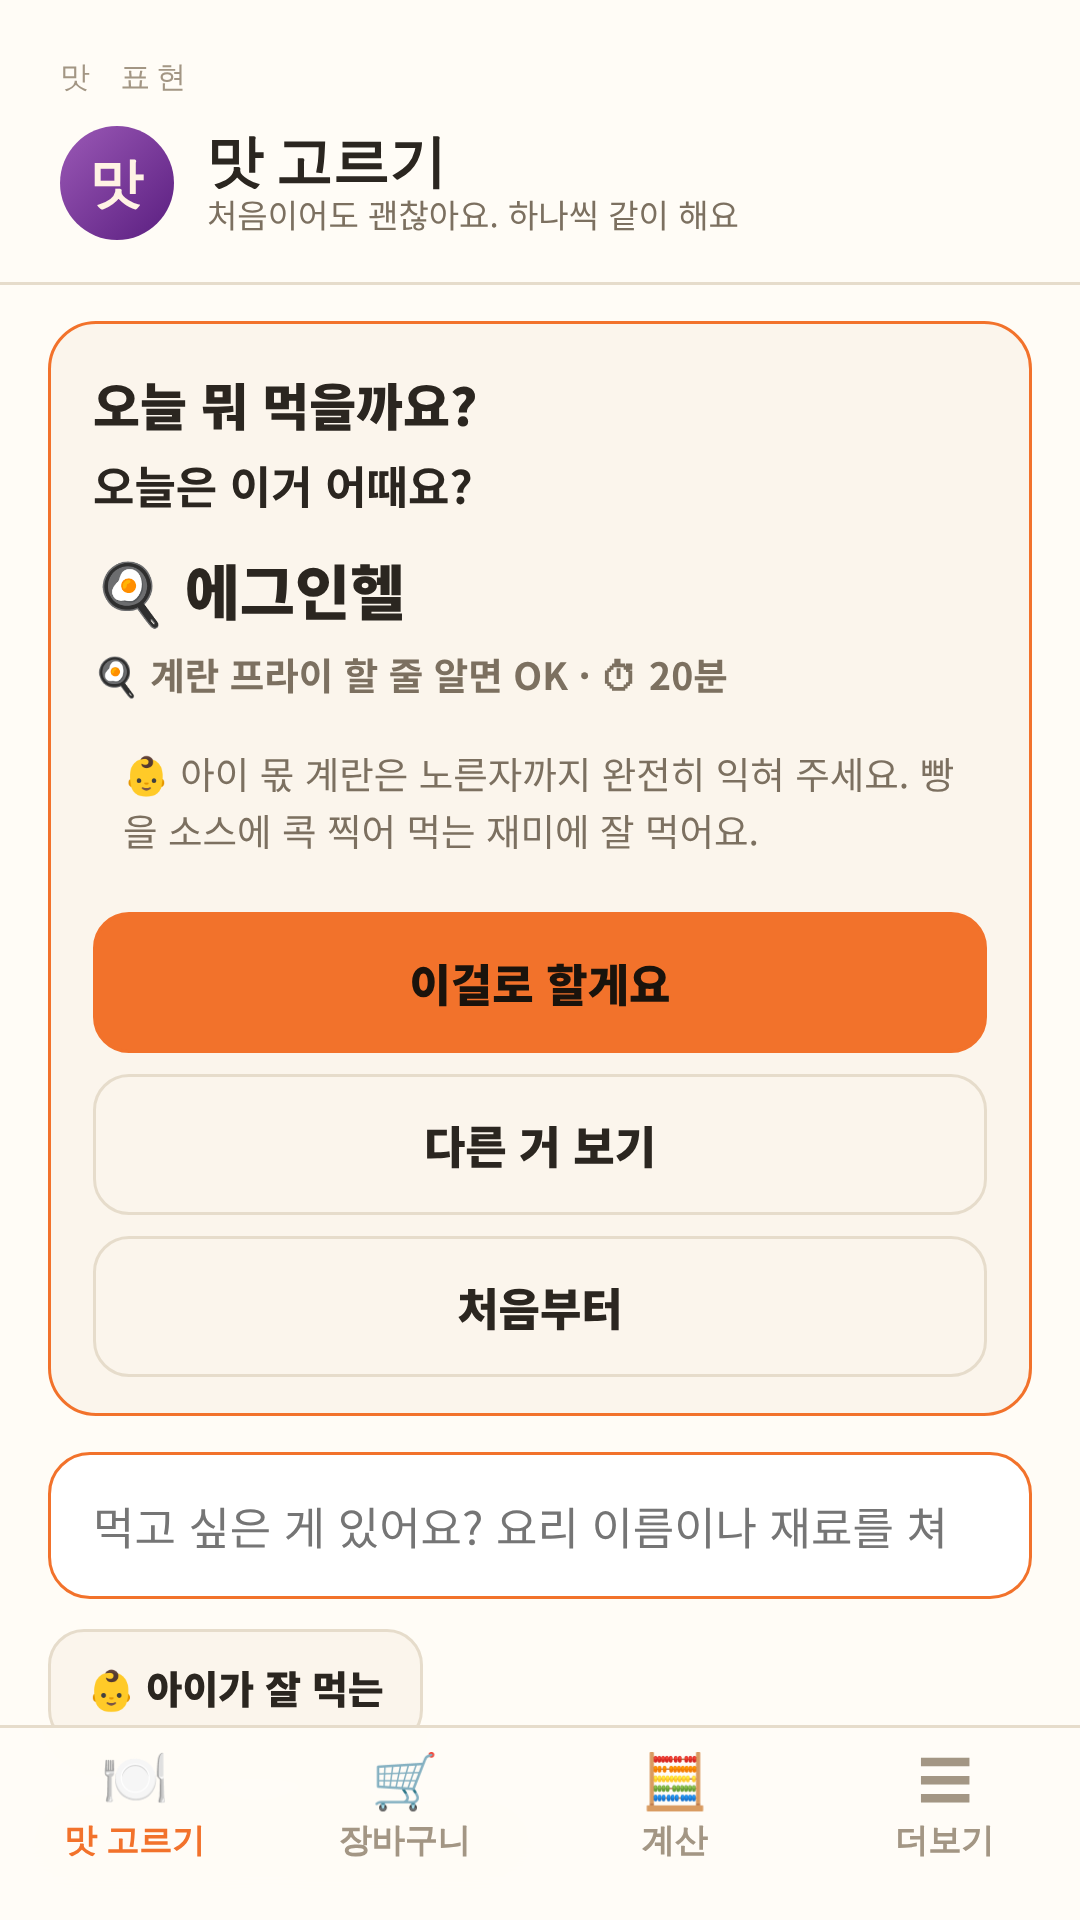 맛 표현
맛
맛 고르기
처음이어도 괜찮아요. 하나씩 같이 해요
오늘 뭐 먹을까요?
오늘은 이거 어때요?
🍳 에그인헬
🍳 계란 프라이 할 줄 알면 OK · ⏱ 20분
👶 아이 몫 계란은 노른자까지 완전히 익혀 주세요. 빵
을 소스에 콕 찍어 먹는 재미에 잘 먹어요.
이걸로 할게요
다른 거 보기
처음부터
먹고 싶은 게 있어요? 요리 이름이나 재료를 쳐
👶 아이가 잘 먹는
맛 고르기
장바구니
계산
더보기